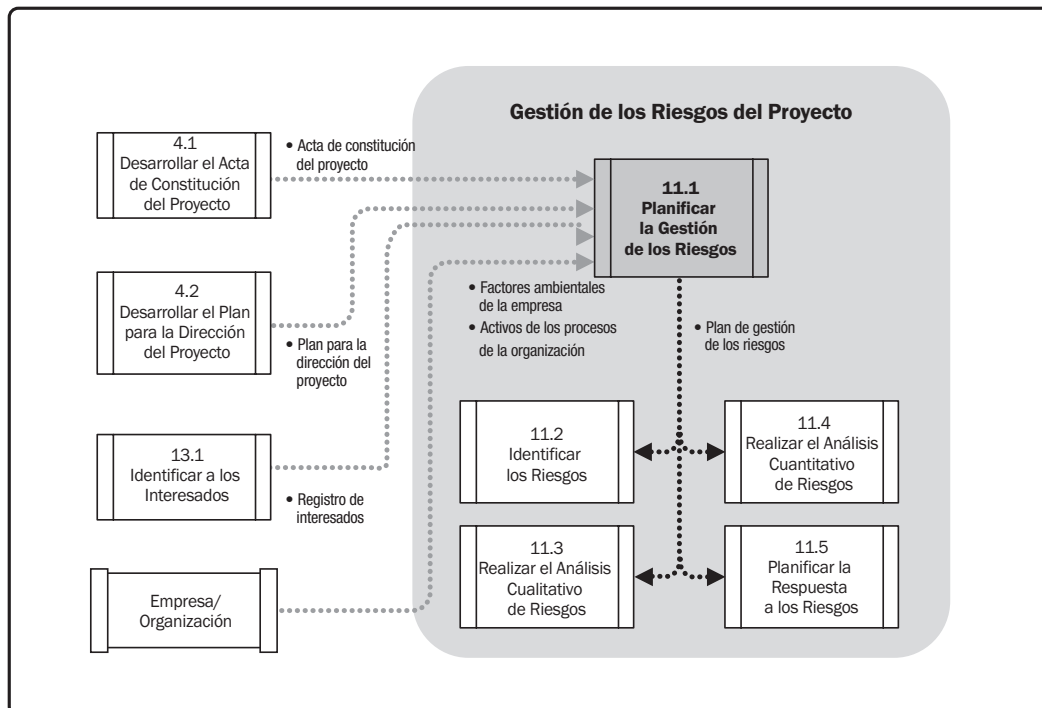 Gestión de los Riesgos del Proyecto
4.1
Desarrollar el Acta
de Constitución
del Proyecto
• Acta de constitución
del proyecto
11.1
Planificar
la Gestión
de los Riesgos
4.2
Desarrollar el Plan
para la Dirección
del Proyecto
• Plan para la
dirección del
proyecto
• Factores ambientales
de la empresa
• Activos de los procesos
de la organización
• Plan de gestión
de los riesgos
13.1
Identificar a los
Interesados
• Registro de
interesados
11.2
Identificar
los Riesgos
11.4
Realizar el Análisis
Cuantitativo
de Riesgos
Empresa/
Organización
11.3
Realizar el Análisis
Cualitativo
de Riesgos
11.5
Planificar la
Respuesta
a los Riesgos